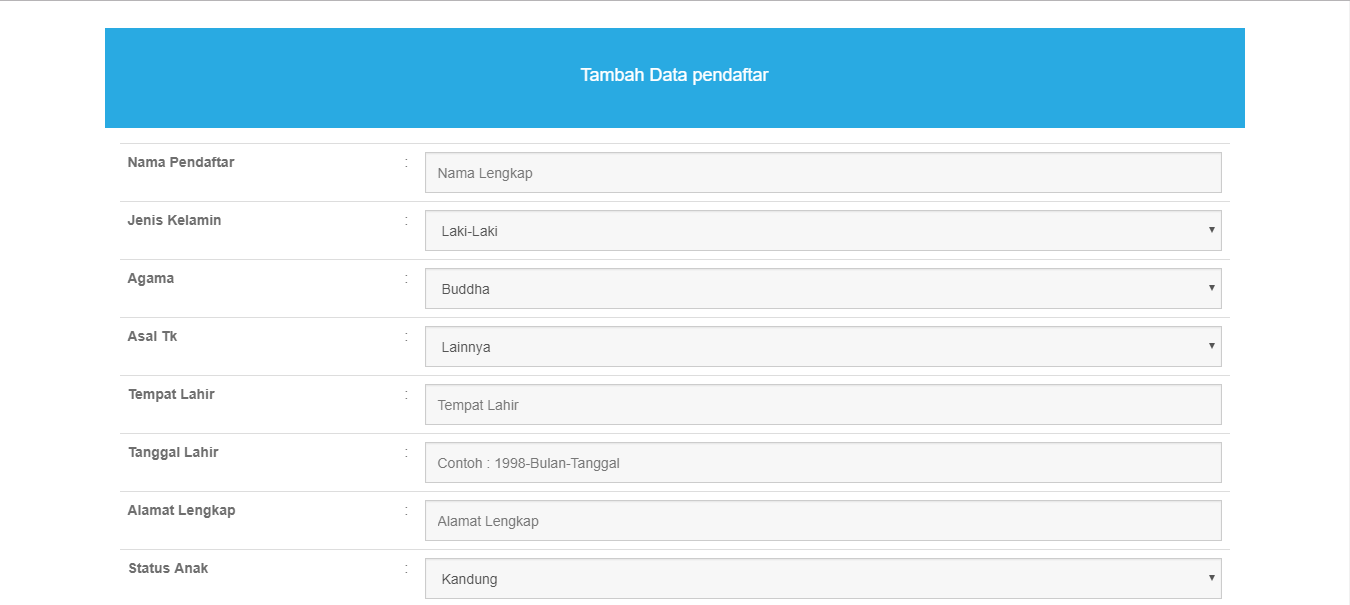 Tambah Data pendaftar
Nama Pendaftar : Nama Lengkap
Jenis Kelamin : Laki-Laki
Agama : Buddha
Asal Tk : Lainnya
Tempat Lahir : Tempat Lahir
Tanggal Lahir : Contoh : 1998-Bulan-Tanggal
Alamat Lengkap : Alamat Lengkap
Status Anak : Kandung